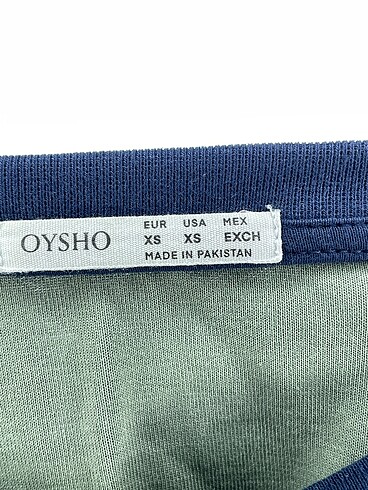 OYSHO
EUR USA MEX
XS XS EXCH
MADE IN PAKISTAN